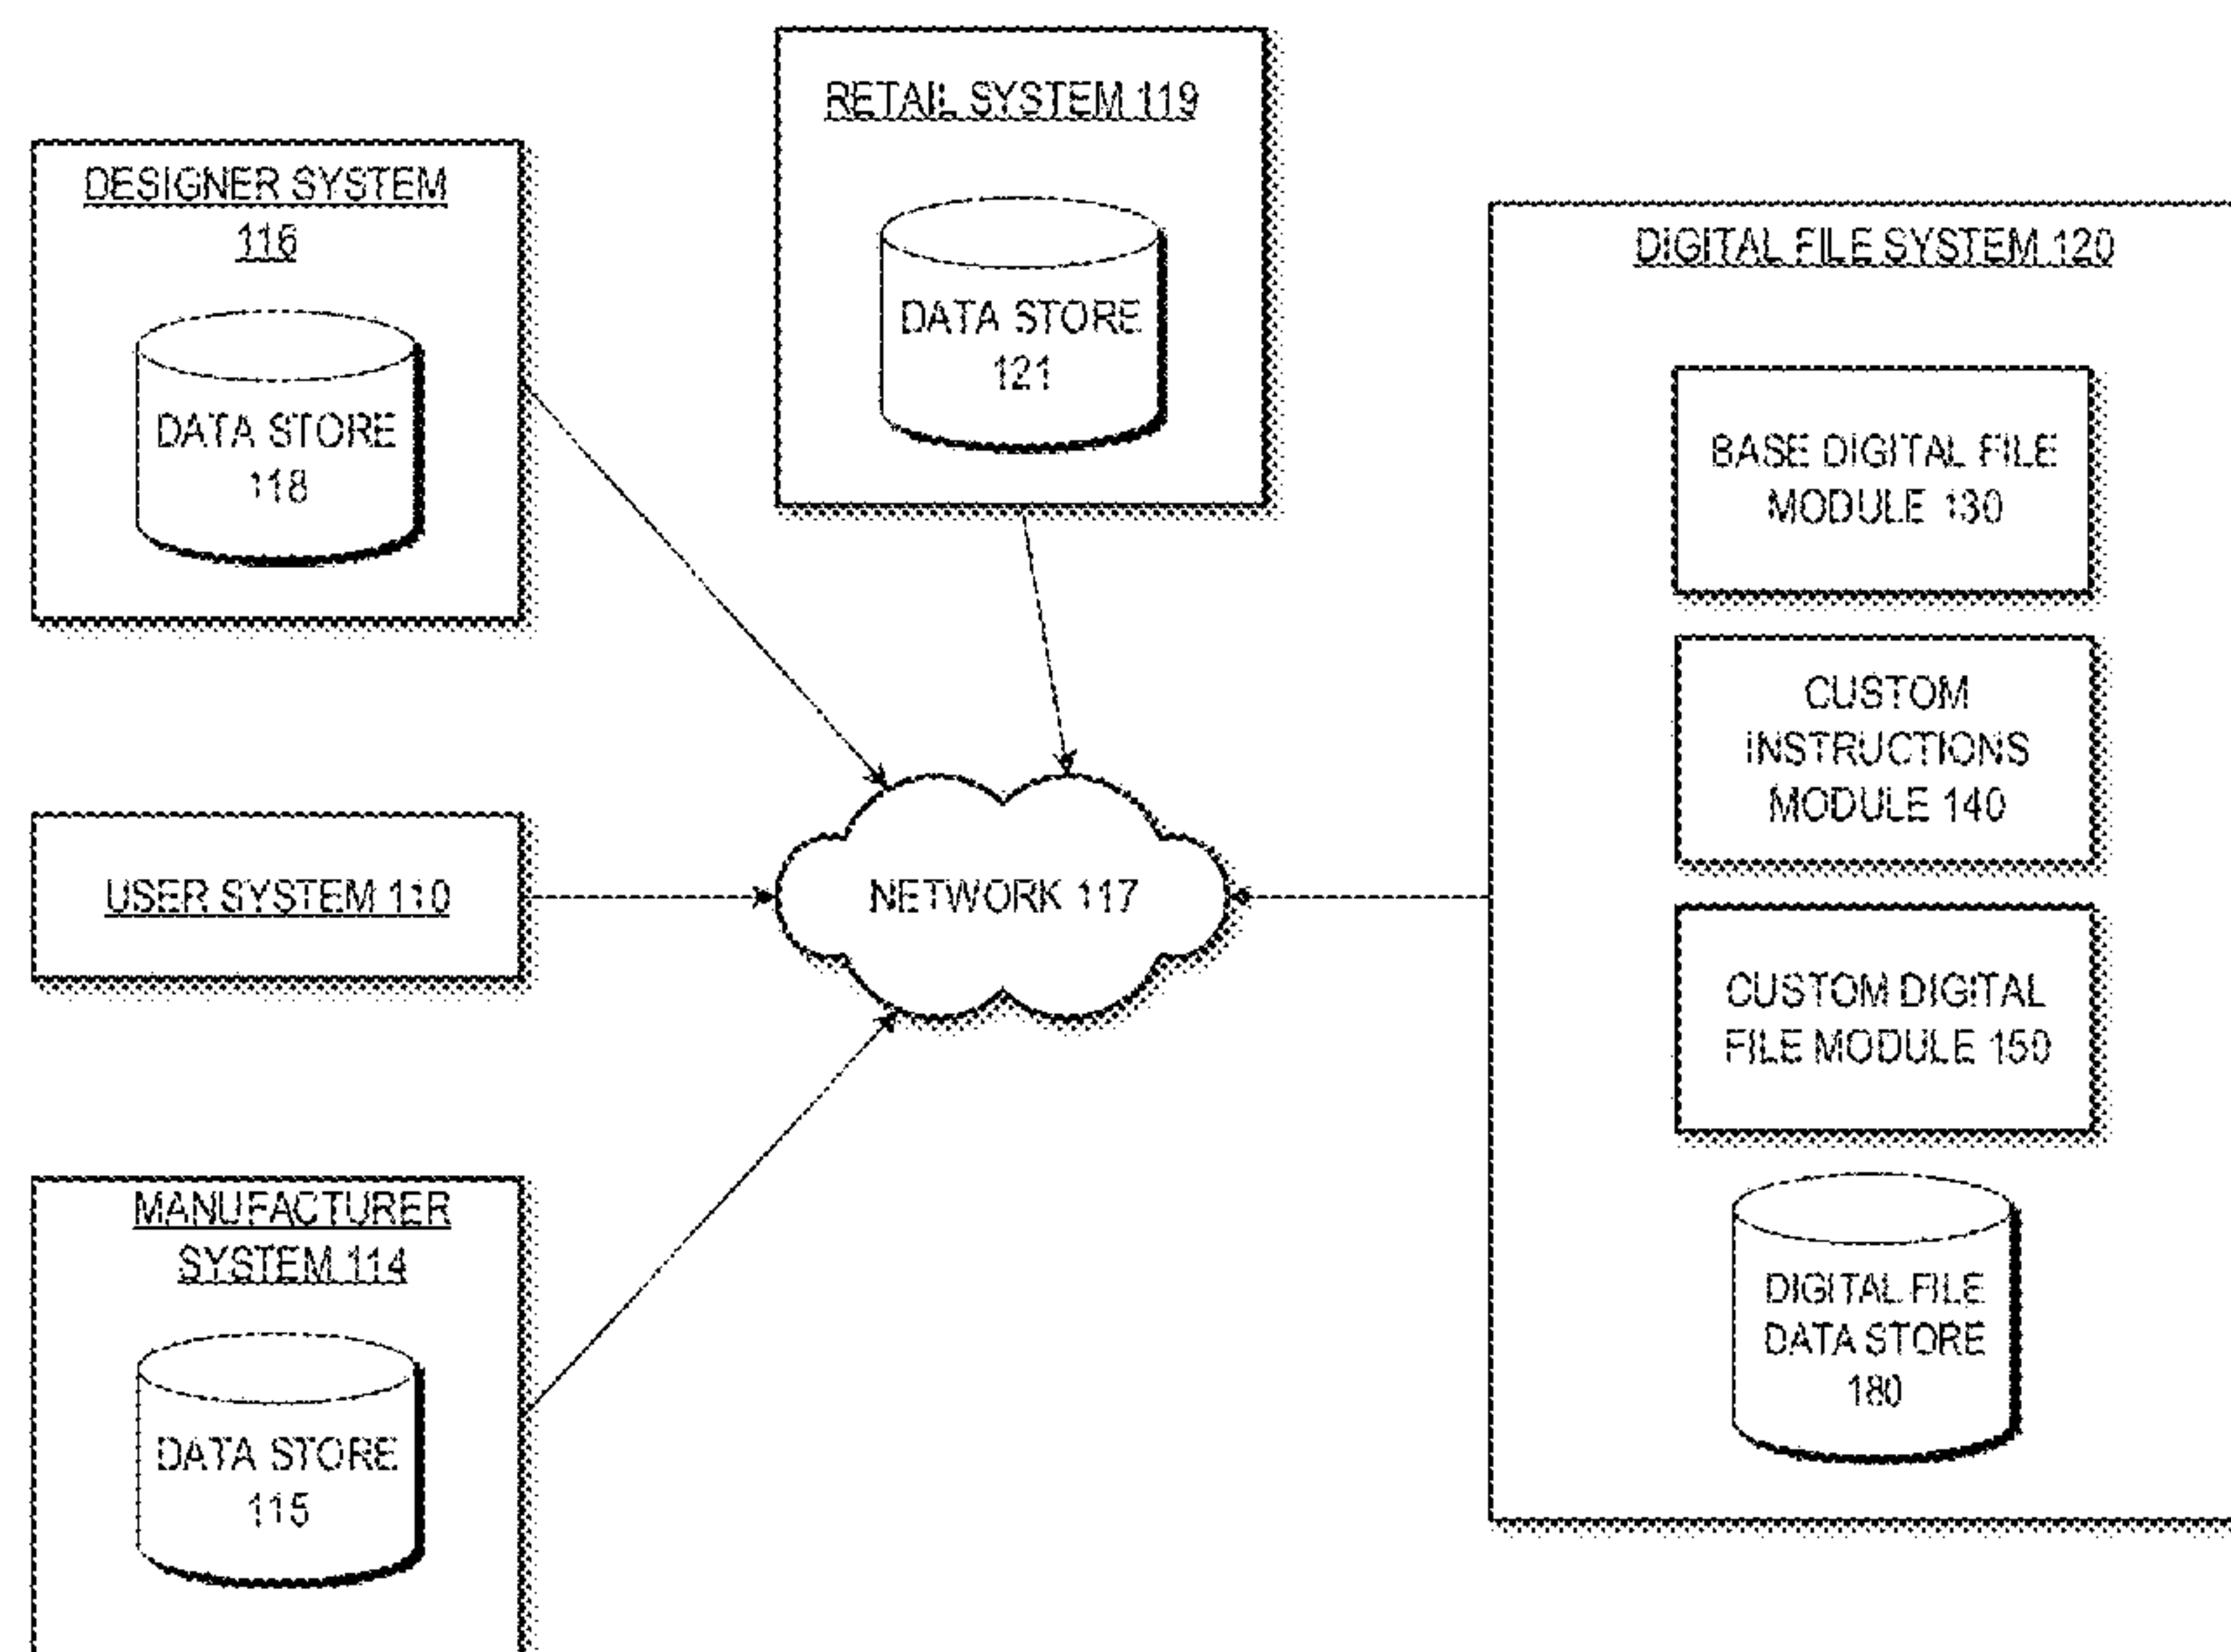 RETAIL SYSTEM 119
DATA STORE
121
DESIGNER SYSTEM
116
DATA STORE
118
USER SYSTEM 110
MANUFACTURER
SYSTEM 114
DATA STORE
115
NETWORK 117
DIGITAL FILE SYSTEM 120
BASE DIGITAL FILE
MODULE 130
CUSTOM
INSTRUCTIONS
MODULE 140
CUSTOM DIGITAL
FILE MODULE 150
DIGITAL FILE
DATA STORE
180